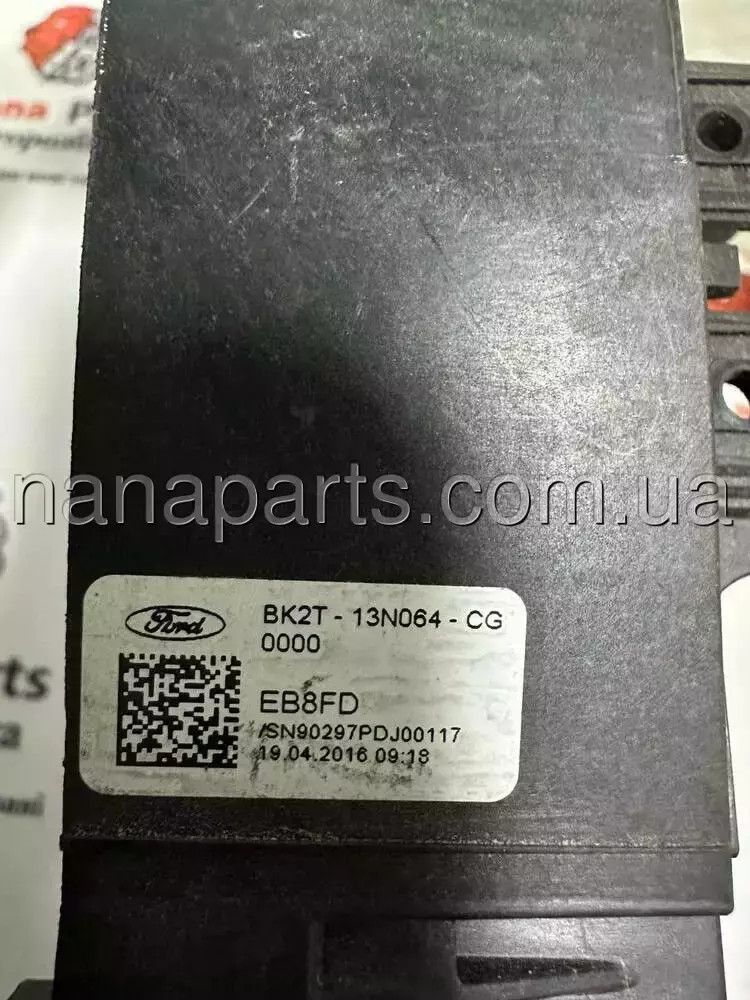 nanaparts.com.ua
Ford
BK2T - 13N064 - CG
0000
EB8FD
/SN90297PDJ00117
19.04.2016 09:18